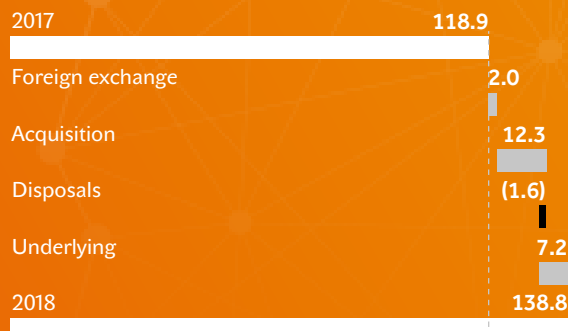 2017 118.9
Foreign exchange 2.0
Acquisition 12.3
Disposals (1.6)
Underlying 7.2
2018 138.8